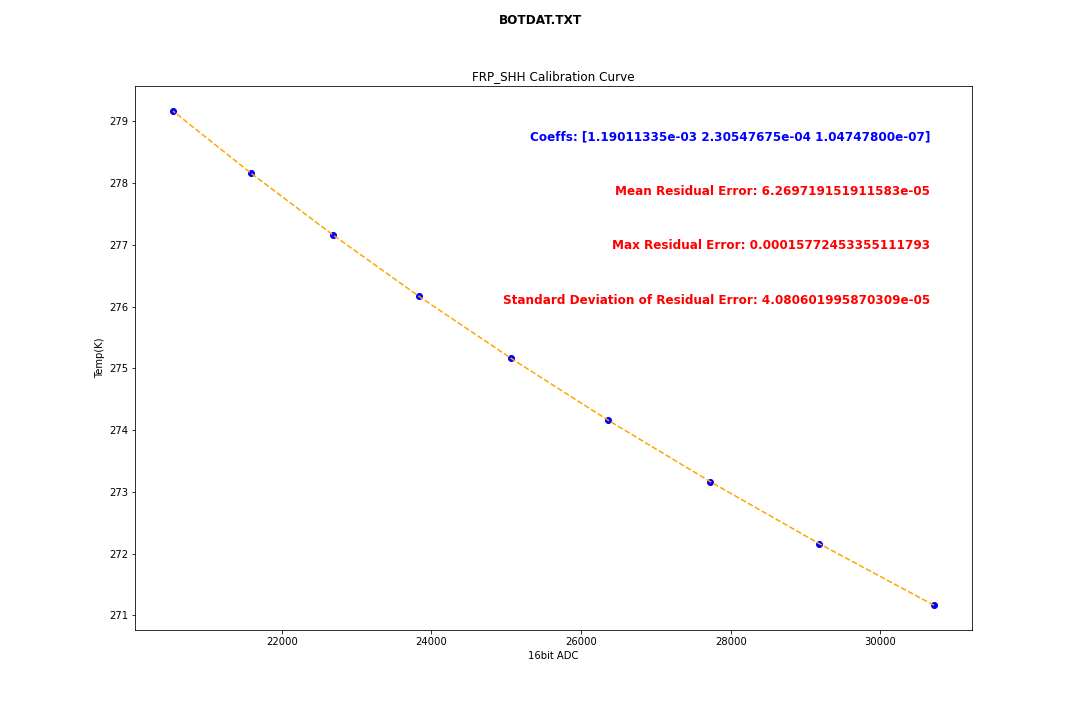 BOTDAT.TXT
FRP_SHH Calibration Curve
Coeffs: [1.19011335e-03 2.30547675e-04 1.04747800e-07]
Mean Residual Error: 6.269719151911583e-05
Max Residual Error: 0.00015772453355111793
Standard Deviation of Residual Error: 4.080601995870309e-05
Temp(K)
279
278
277
276
275
274
273
272
271
22000 24000 26000 28000 30000
16bit ADC